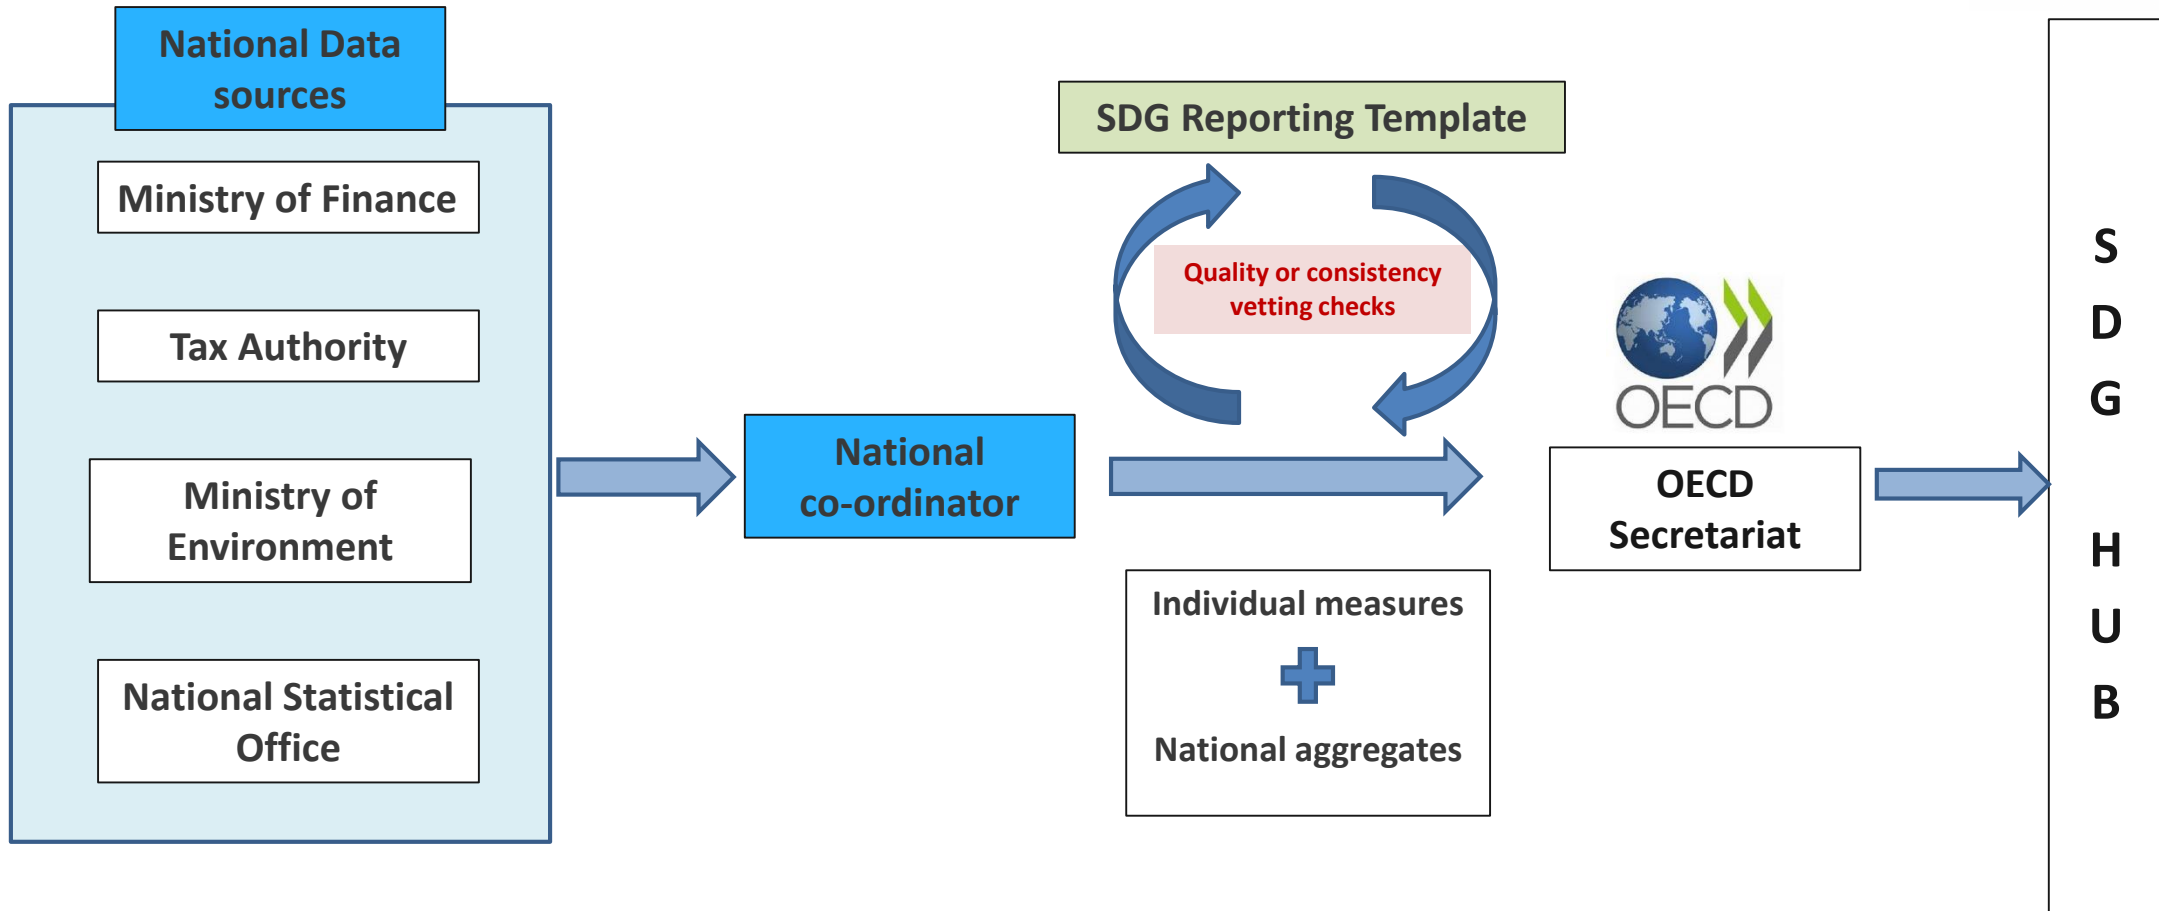 National Data
sources
Ministry of Finance
Tax Authority
Ministry of
Environment
National Statistical
Office
National
co-ordinator
SDG Reporting Template
Quality or consistency
vetting checks
Individual measures
National aggregates
OECD
OECD
Secretariat
S
D
G
H
U
B